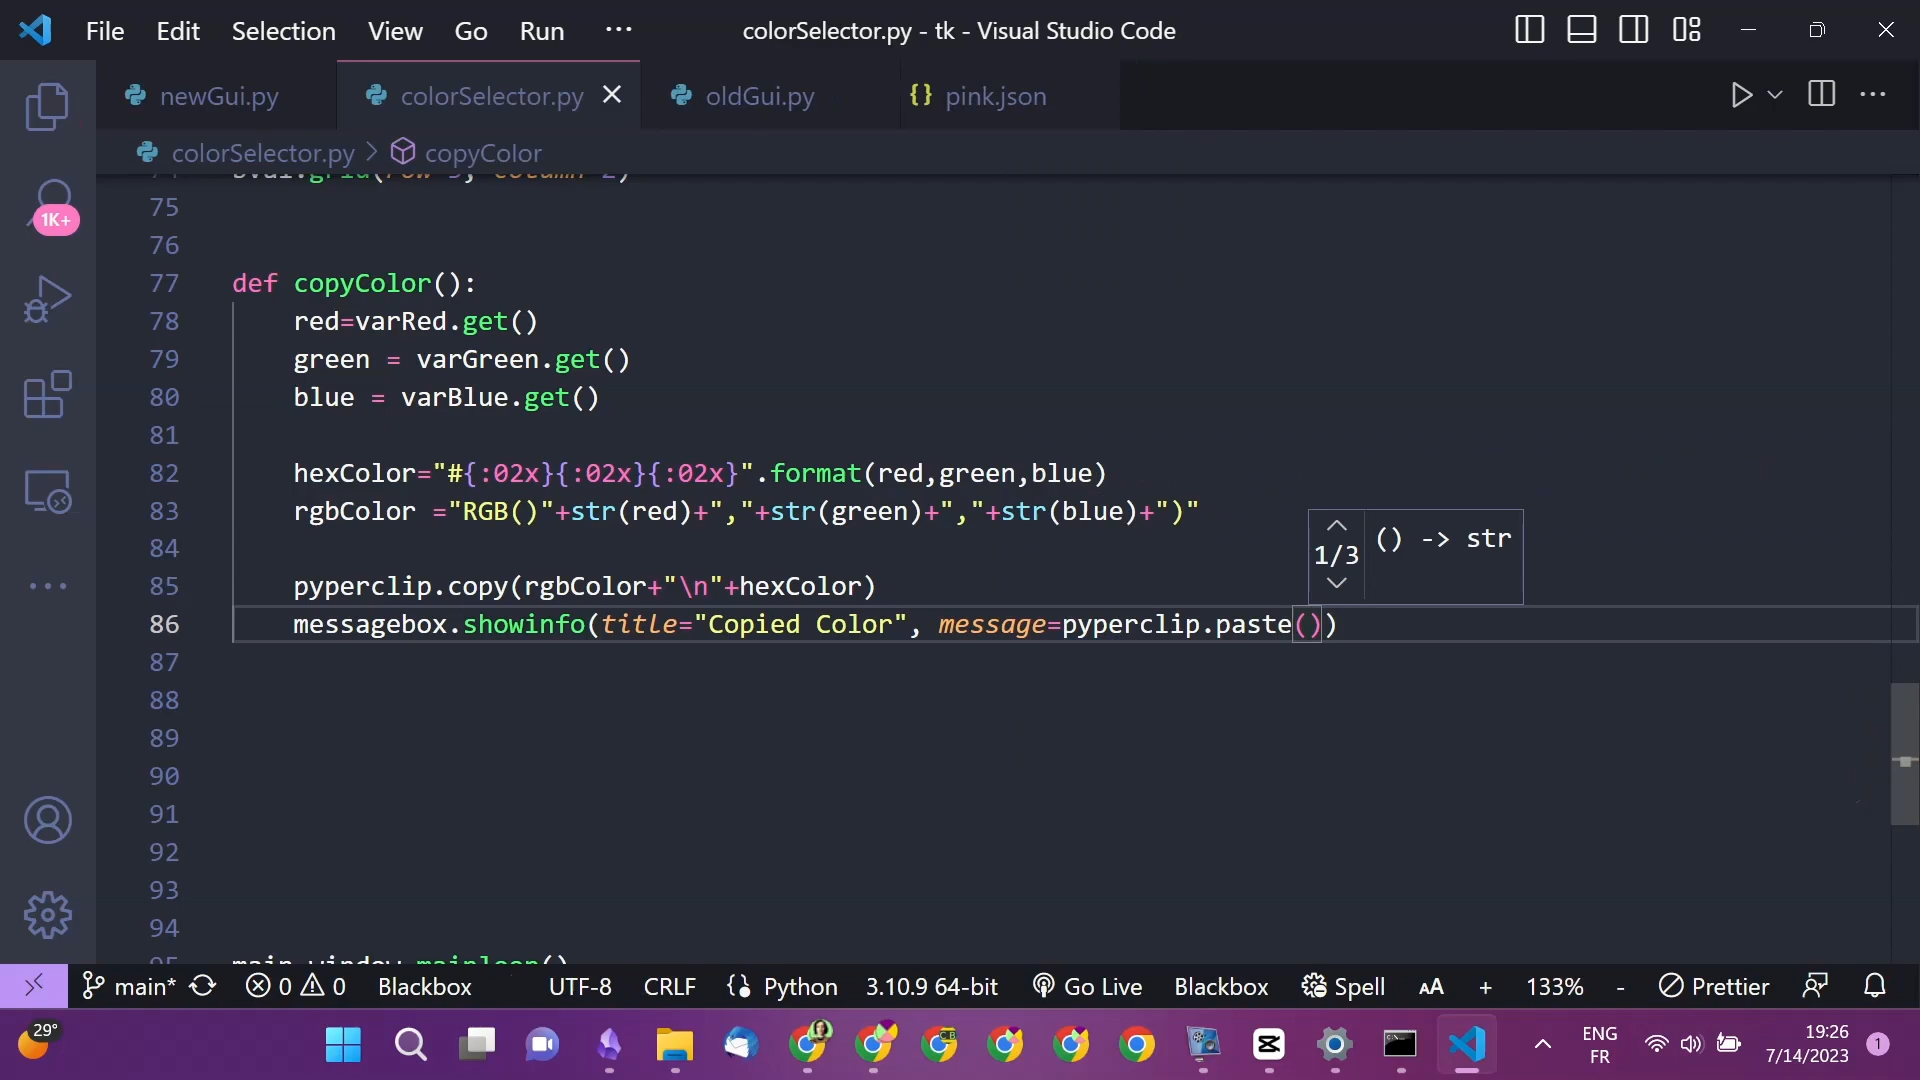 File Edit Selection View Go Run ··· colorSelector.py - tk - Visual Studio Code
newGui.py colorSelector.py oldGui.py {} pink.json
colorSelector.py > copyColor
75
76
77 def copyColor():
78 red=varRed.get()
79 green = varGreen.get()
80 blue = varBlue.get()
81
82 hexColor="#{:02x}{:02x}{:02x}".format(red,green,blue)
83 rgbColor ="RGB()"+str(red)+","+str(green)+","+str(blue)+")"
84
1/3 () -> str
85 pyperclip.copy(rgbColor+"\n"+hexColor)
86 messagebox.showinfo(title="Copied Color", message=pyperclip.paste())
87
88
89
90
91
92
93
94
1K+
main* 0 0 Blackbox UTF-8 CRLF Python 3.10.9 64-bit Go Live Blackbox Spell AA + 133% - Prettier
29° ENG 19:26
FR 7/14/2023 1